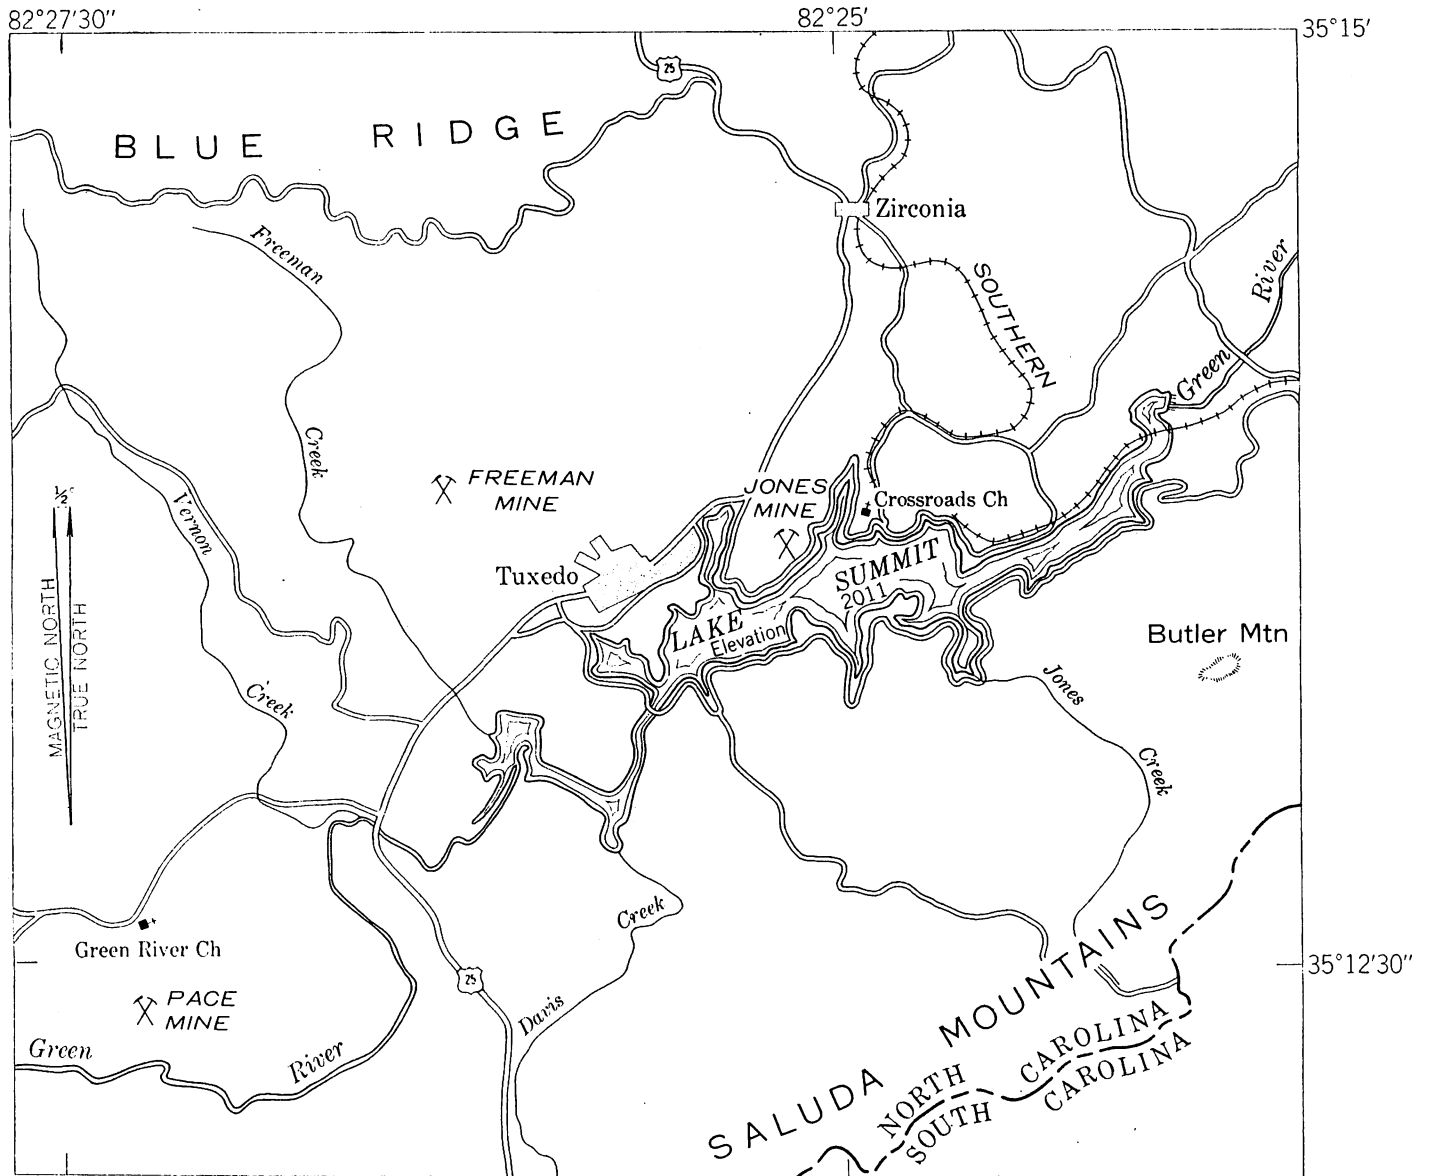 82°27'30"
82°25'
35°15'
25
BLUE RIDGE
Zirconia
Freeman
SOUTHERN
River
Green
Creek
FREEMAN
MINE
JONES
MINE
Crossroads Ch
½°
Vernon
Tuxedo
SUMMIT
2011
LAKE
Elevation
MAGNETIC NORTH
TRUE NORTH
Butler Mtn
Creek
Jones
Creek
Creek
Green River Ch
35°12'30"
25
PACE
MINE
Davis
Green
River
SALUDA MOUNTAINS
NORTH CAROLINA
SOUTH CAROLINA